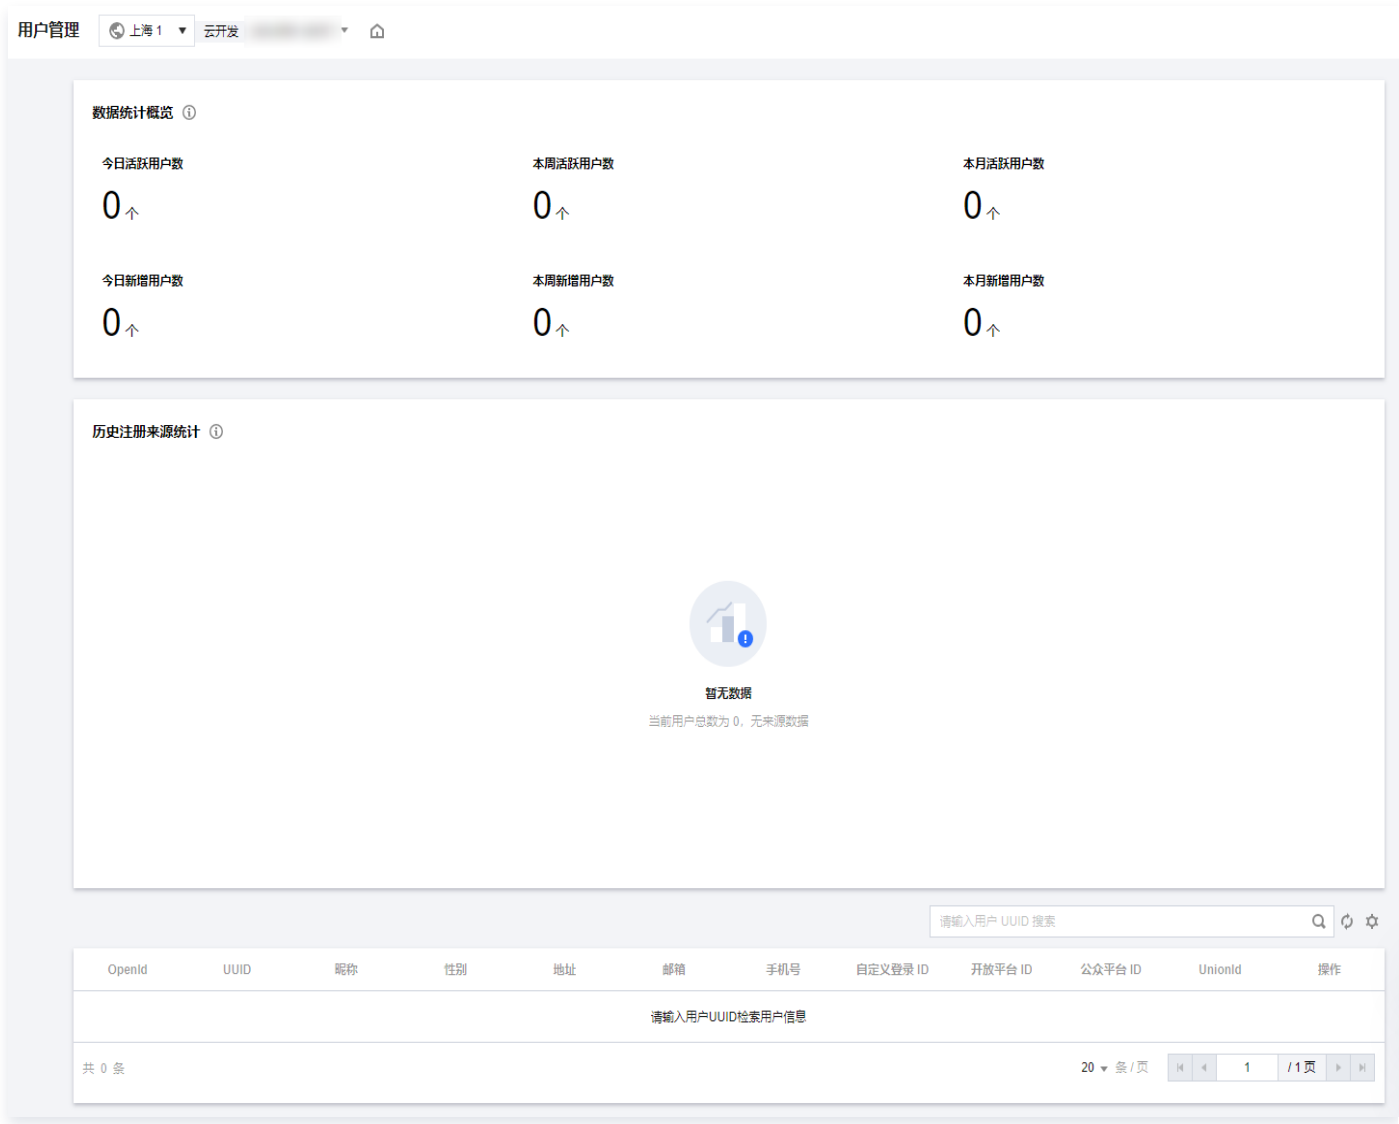 用户管理 上海 1 云开发
数据统计概览
今日活跃用户数 本周活跃用户数 本月活跃用户数
0 个 0 个 0 个
今日新增用户数 本周新增用户数 本月新增用户数
0 个 0 个 0 个
历史注册来源统计
暂无数据
当前用户总数为 0，无来源数据
请输入用户 UUID 搜索
OpenId UUID 昵称 性别 地址 邮箱 手机号 自定义登录 ID 开放平台 ID 公众平台 ID UnionId 操作
请输入用户UUID检索用户信息
共 0 条 20 条 / 页 1 / 1 页